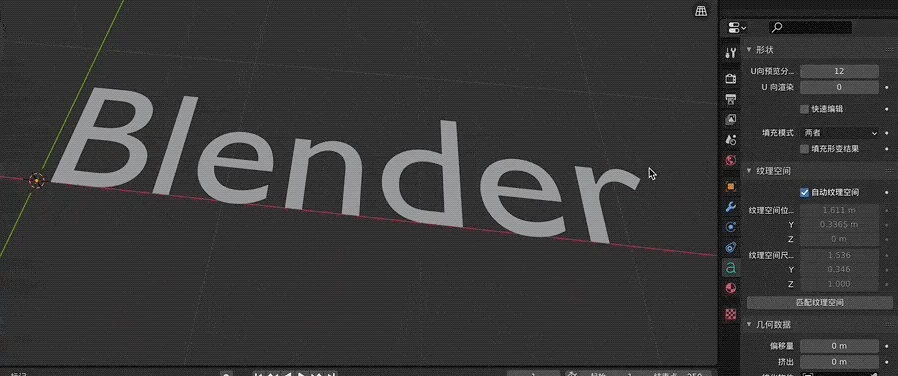 Blender
形状
U向预览分... 12
U 向渲染 0
快速编辑
填充模式 两者
填充形变结果
纹理空间
自动纹理空间
纹理空间位... 1.611 m
Y 0.3365 m
Z 0 m
纹理空间尺... 1.536
Y 0.346
Z 1.000
匹配纹理空间
几何数据
偏移量 0 m
挤出 0 m